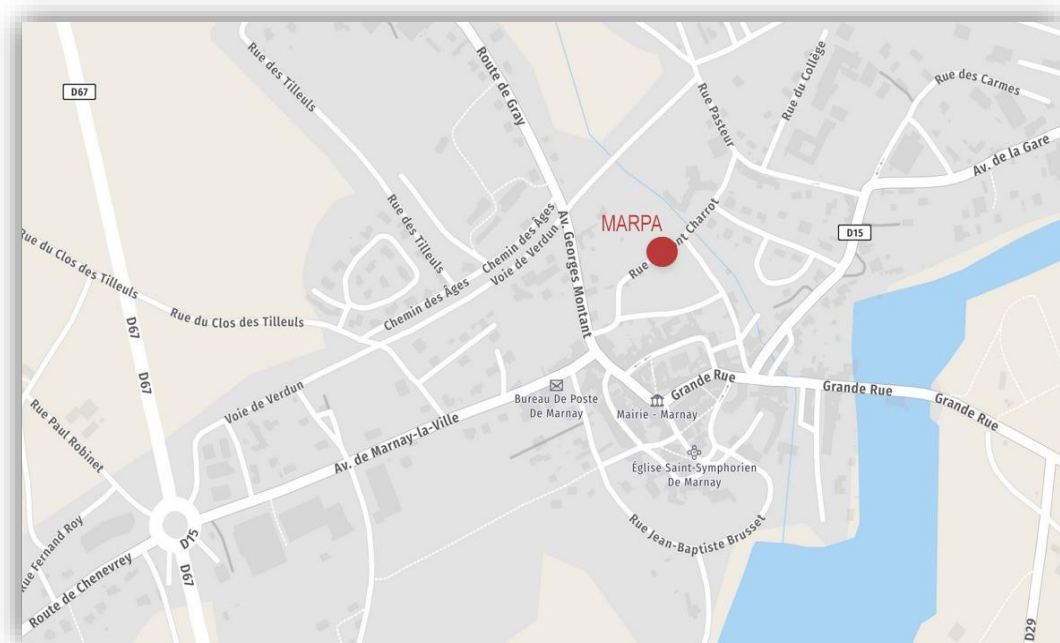 D67
Rue des Tilleuls
Route de Gray
Rue Pasteur
Rue du Collège
Rue des Carmes
Av. de la Gare
D15
MARPA
Rue
nt Charrot
Rue des Tilleuls
Chemin des Âges
Voie de Verdun
Av. Georges Montant
Rue du Clos des Tilleuls
Rue du Clos des Tilleuls
Chemin des Âges
D67
D67
Voie de Verdun
Rue Paul Robinet
Av. de Marnay-la-Ville
Bureau De Poste
De Marnay
Mairie - Marnay
Grande Rue
Grande Rue
Grande Rue
Église Saint-Symphorien
De Marnay
Rue Jean-Baptiste Brusset
Rue Fernand Roy
Route de Chenevrey
D15
D67
D29